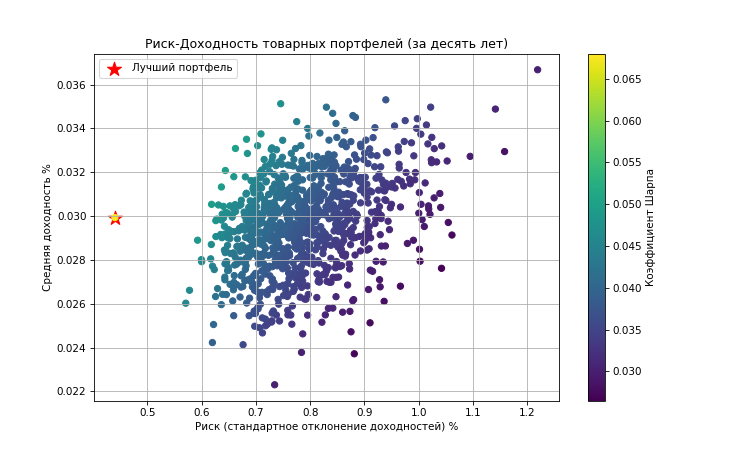 Риск-Доходность товарных портфелей (за десять лет)
Лучший портфель
Средняя доходность %
0.036
0.034
0.032
0.030
0.028
0.026
0.024
0.022
0.5 0.6 0.7 0.8 0.9 1.0 1.1 1.2
Риск (стандартное отклонение доходностей) %
0.065
0.060
0.055
0.050
0.045
0.040
0.035
0.030
Коэффициент Шарпа